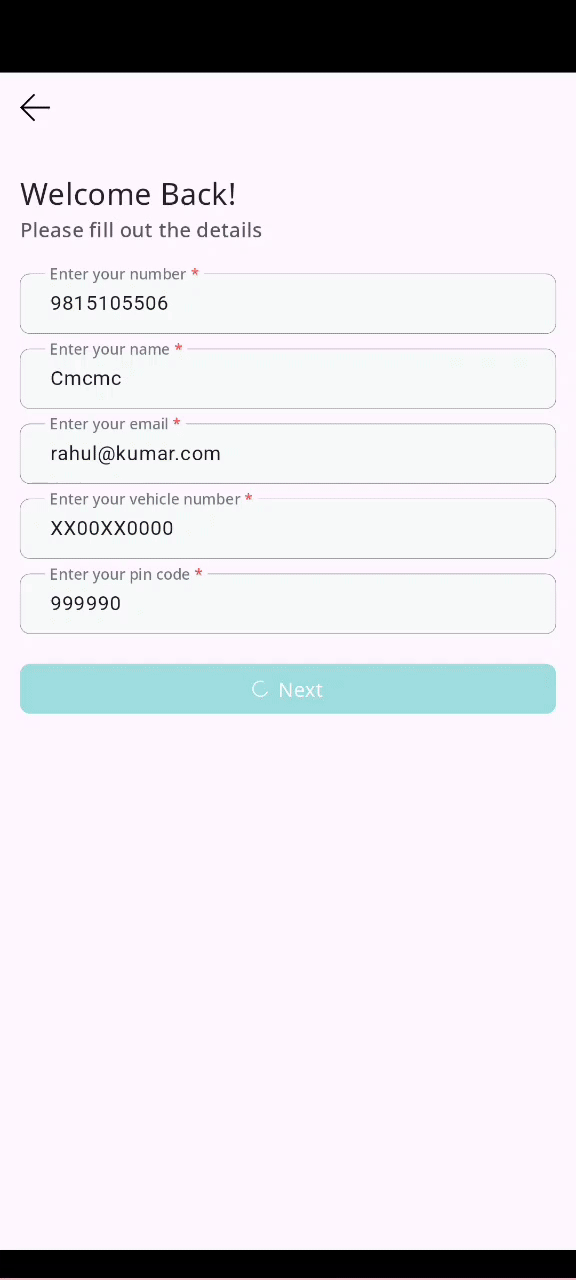 Welcome Back!
Please fill out the details
Enter your number *
9815105506
Enter your name *
Cmcmc
Enter your email *
rahul@kumar.com
Enter your vehicle number *
XX00XX0000
Enter your pin code *
999990
Next